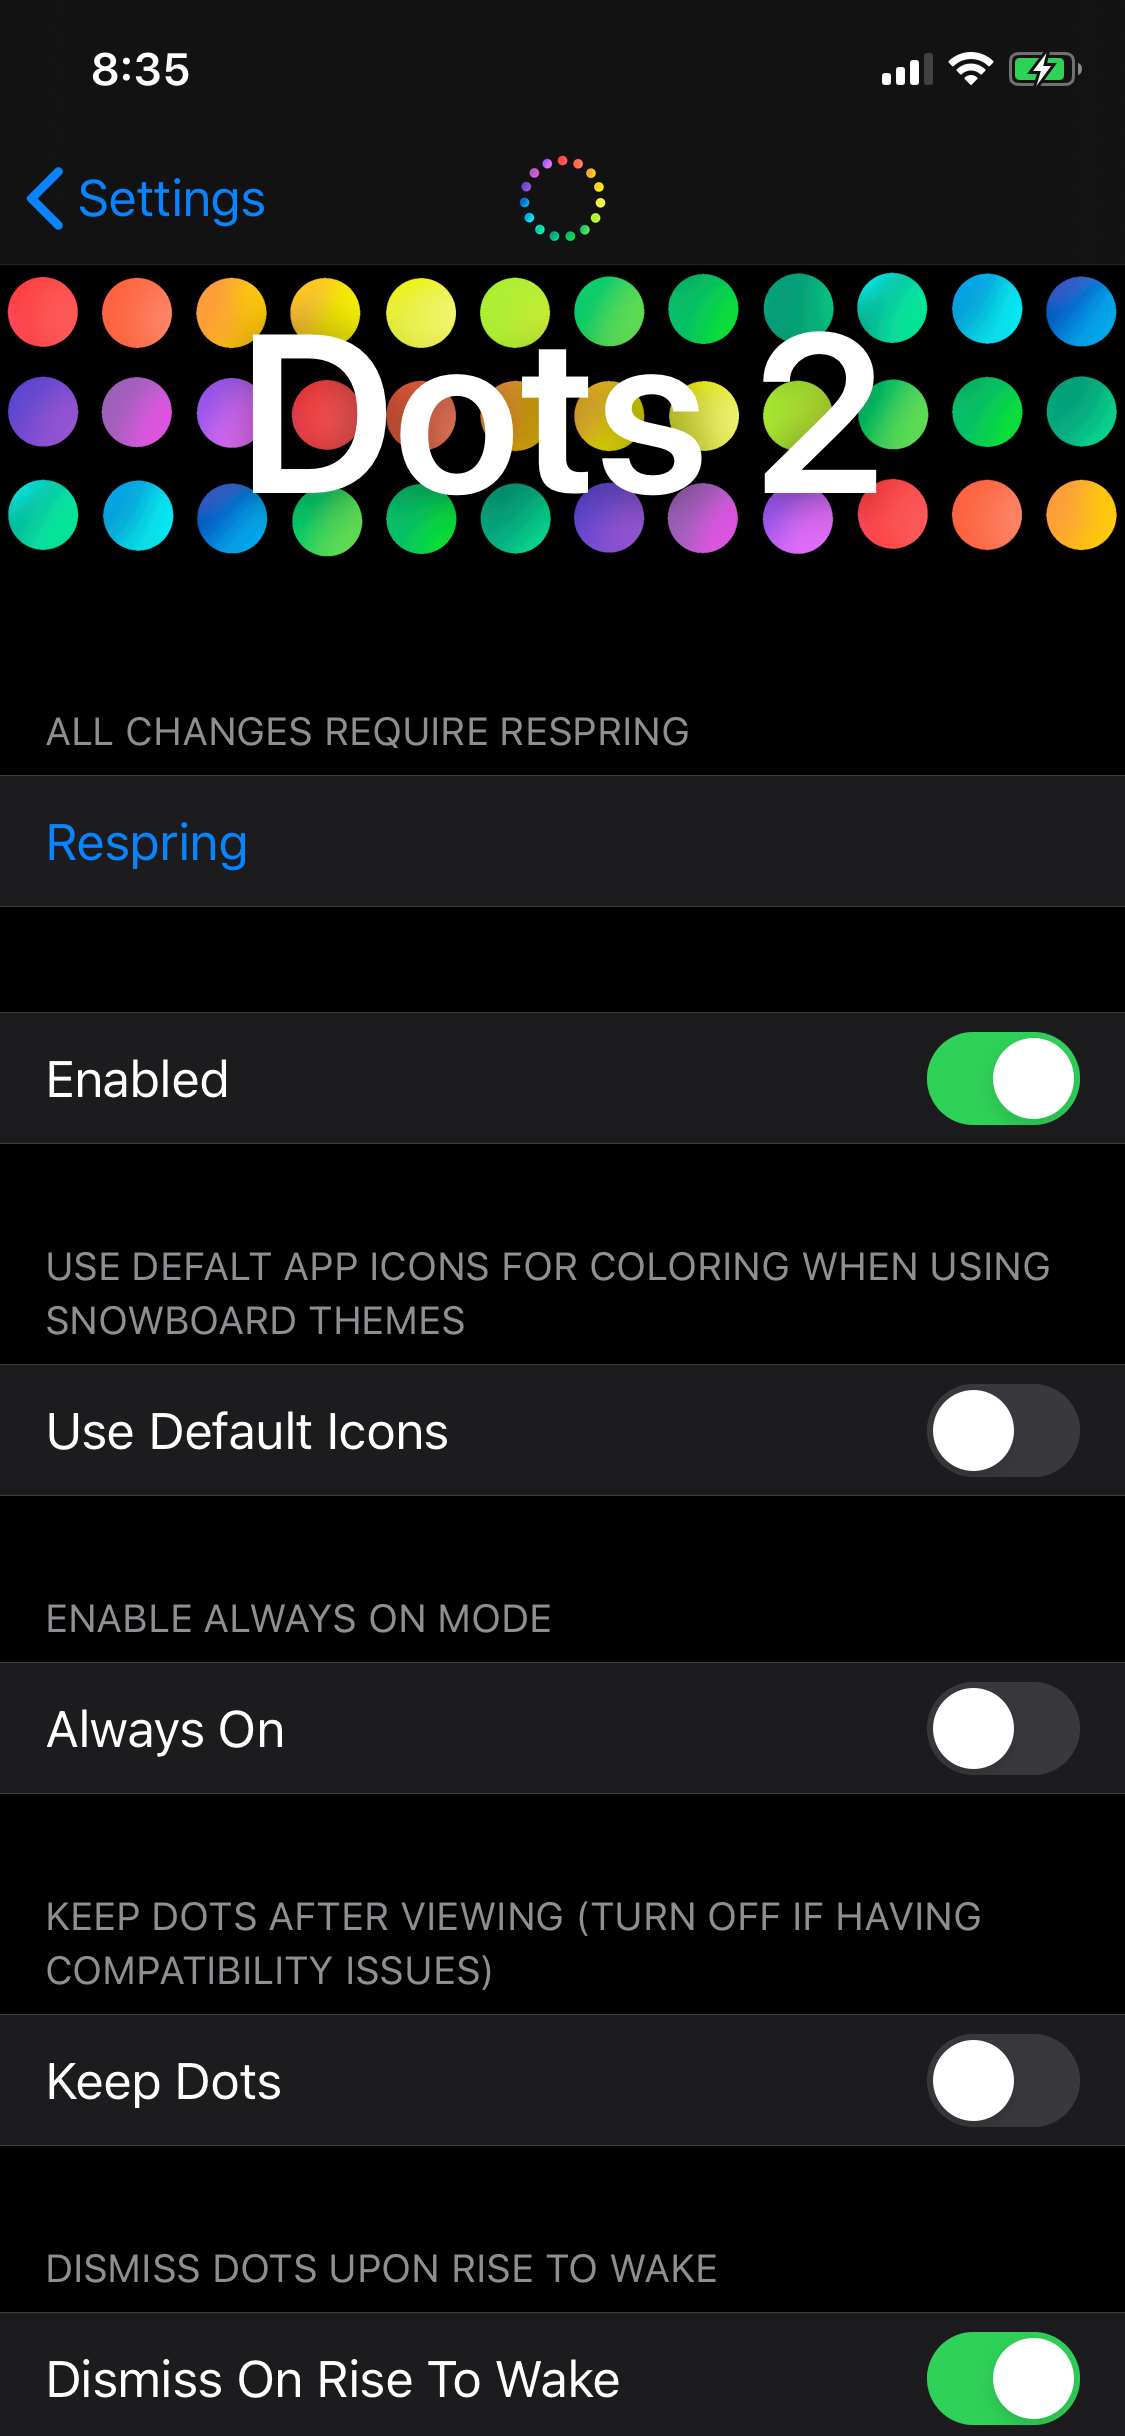 8:35
Settings
Dots 2
ALL CHANGES REQUIRE RESPRING
Respring
Enabled
USE DEFALT APP ICONS FOR COLORING WHEN USING
SNOWBOARD THEMES
Use Default Icons
ENABLE ALWAYS ON MODE
Always On
KEEP DOTS AFTER VIEWING (TURN OFF IF HAVING
COMPATIBILITY ISSUES)
Keep Dots
DISMISS DOTS UPON RISE TO WAKE
Dismiss On Rise To Wake